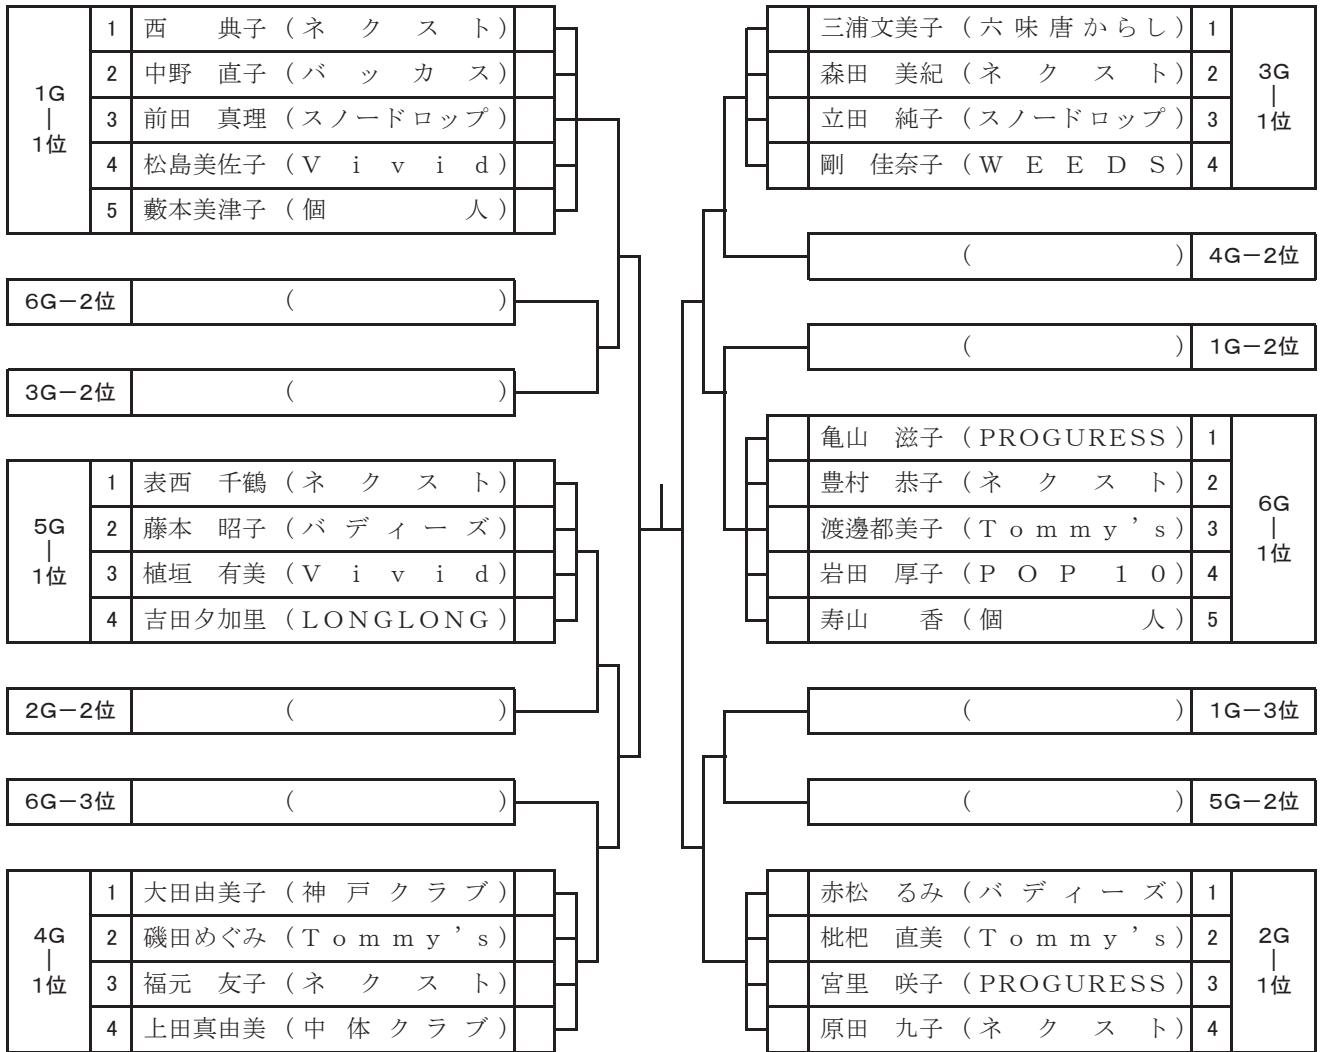 1G｜1位
1 西　典子（ネクスト）
2 中野　直子（バッカス）
3 前田　真理（スノードロップ）
4 松島美佐子（Ｖｉｖｉｄ）
5 藪本美津子（個人）
6G－2位（　）
3G－2位（　）
5G｜1位
1 表西　千鶴（ネクスト）
2 藤本　昭子（バディーズ）
3 植垣　有美（Ｖｉｖｉｄ）
4 吉田夕加里（ＬＯＮＧＬＯＮＧ）
2G－2位（　）
6G－3位（　）
4G｜1位
1 大田由美子（神戸クラブ）
2 磯田めぐみ（Ｔｏｍｍｙ’ｓ）
3 福元　友子（ネクスト）
4 上田真由美（中体クラブ）
三浦文美子（六味唐からし）1
森田　美紀（ネクスト）2
立田　純子（スノードロップ）3
剛　佳奈子（ＷＥＥＤＳ）4
3G｜1位
（　）4G－2位
（　）1G－2位
亀山　滋子（ＰＲＯＧＵＲＥＳＳ）1
豊村　恭子（ネクスト）2
渡邊都美子（Ｔｏｍｍｙ’ｓ）3
岩田　厚子（ＰＯＰ１０）4
寿山　香（個人）5
6G｜1位
（　）1G－3位
（　）5G－2位
赤松　るみ（バディーズ）1
枇杷　直美（Ｔｏｍｍｙ’ｓ）2
宮里　咲子（ＰＲＯＧＵＲＥＳＳ）3
原田　九子（ネクスト）4
2G｜1位